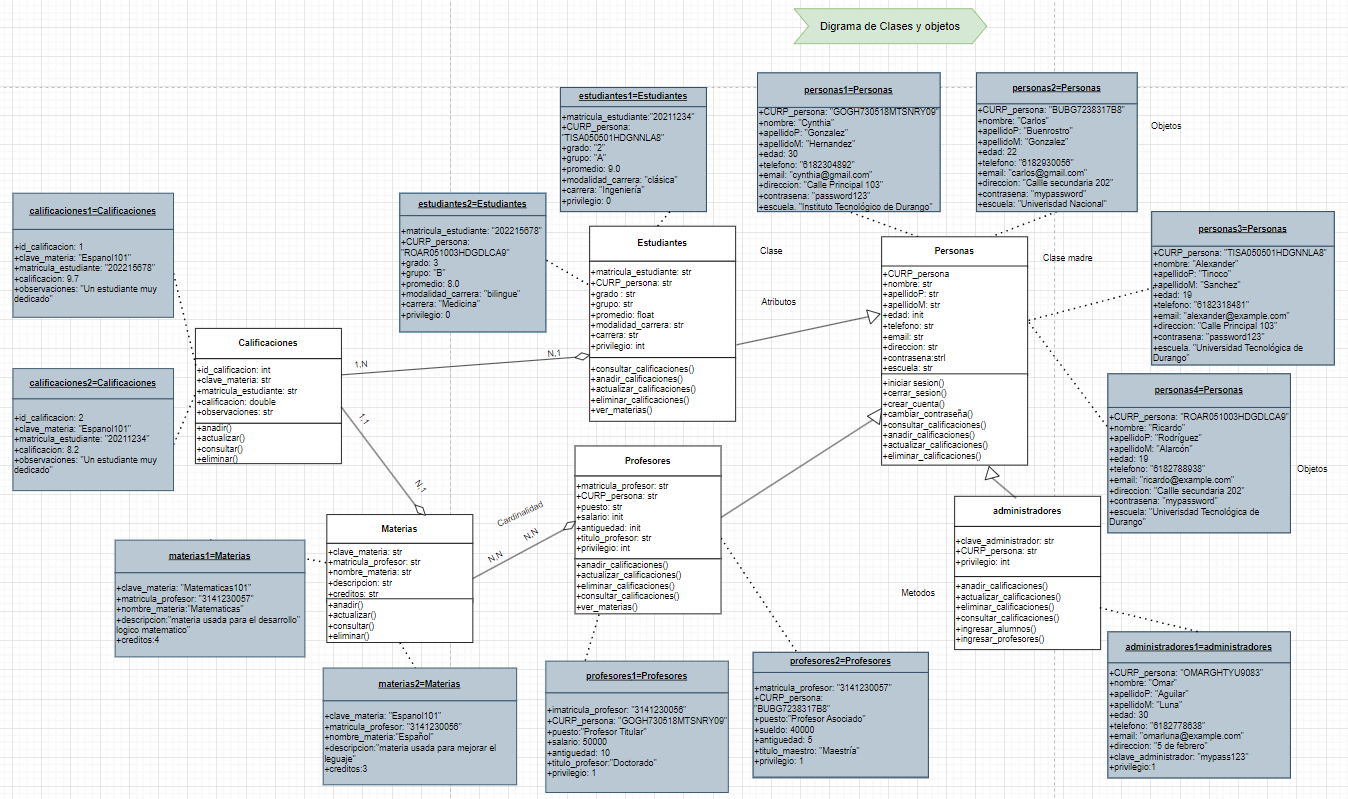 Digrama de Clases y objetos
estudiantes1=Estudiantes
+matricula_estudiante:"20211234"
+CURP_persona:
"TISA050501HDGNNLA8"
+grado: "2"
+grupo: "A"
+promedio: 9.0
+modalidad_carrera: "clásica"
+carrera: "Ingeniería"
+privilegio: 0
personas1=Personas
+CURP_persona: "GOGH730518MTSNRY09"
+nombre: "Cynthia"
+apellidoP: "Gonzalez"
+apellidoM: "Hernandez"
+edad: 30
+telefono: "6182304892"
+email: "cynthia@gmail.com"
+direccion: "Calle Principal 103"
+contrasena: "password123"
+escuela. "Instituto Tecnológico de Durango"
personas2=Personas
+CURP_persona: "BUBG7238317B8"
+nombre: "Carlos"
+apellidoP: "Buenrostro"
+apellidoM: "Gonzalez"
+edad: 22
+telefono: "6182930056"
+email: "carlos@gmail.com"
+direccion: "Callle secundaria 202"
+contrasena: "mypassword"
+escuela: "Univerisdad Nacional"
Objetos
calificaciones1=Calificaciones
+id_calificacion: 1
+clave_materia: "Espanol101"
+matricula_estudiante: "202215678"
+calificacion: 9.7
+observaciones: "Un estudiante muy
dedicado"
estudiantes2=Estudiantes
+matricula_estudiante: "202215678"
+CURP_persona:
"ROAR051003HDGDLCA9"
+grado: 3
+grupo: "B"
+promedio: 8.0
+modalidad_carrera: "bilingue"
+carrera: "Medicina"
+privilegio: 0
Estudiantes
+matricula_estudiante: str
+CURP_persona: str
+grado : str
+grupo: str
+promedio: float
+modalidad_carrera: str
+carrera: str
+privilegio: int
+consultar_calificaciones()
+anadir_calificaciones()
+actualizar_calificaciones()
+eliminar_calificaciones()
+ver_materias()
Clase
Atributos
Personas
+CURP_persona
+nombre: str
+apellidoP: str
+apellidoM: str
+edad: init
+telefono: str
+email: str
+direccion: str
+contrasena:strl
+escuela: str
+iniciar sesion()
+cerrar_sesion()
+crear_cuenta()
+cambiar_contraseña()
+consultar_calificaciones()
+anadir_calificaciones()
+actualizar_calificaciones()
+eliminar_calificaciones()
Clase madre
personas3=Personas
+CURP_persona: "TISA050501HDGNNLA8"
+nombre: "Alexander"
+apellidoP: "Tinoco"
+apellidoM: "Sanchez"
+edad: 19
+telefono: "6182318481"
+email: "alexander@example.com"
+direccion: "Calle Principal 103"
+contrasena: "password123"
+escuela. "Universidad Tecnológica de
Durango"
Calificaciones
+id_calificacion: int
+clave_materia: str
+matricula_estudiante: str
+calificacion: double
+observaciones: str
+anadir()
+actualizar()
+consultar()
+eliminar()
1,N
N,1
calificaciones2=Calificaciones
+id_calificacion: 2
+clave_materia: "Espanol101"
+matricula_estudiante: "20211234"
+calificacion: 8.2
+observaciones: "Un estudiante muy
dedicado"
1,1
N,1
personas4=Personas
+CURP_persona: "ROAR051003HDGDLCA9"
+nombre: "Ricardo"
+apellidoP: "Rodríguez"
+apellidoM: "Alarcón"
+edad: 19
+telefono: "6182788938"
+email: "ricardo@example.com"
+direccion: "Callle secundaria 202"
+contrasena: "mypassword"
+escuela: "Univerisdad Tecnológica de
Durango"
Objetos
Profesores
+matricula_profesor: str
+CURP_persona: str
+puesto: str
+salario: init
+antiguedad: init
+titulo_profesor: str
+privilegio: int
+anadir_calificaciones()
+actualizar_calificaciones()
+eliminar_calificaciones()
+consultar_calificaciones()
+ver_materias()
Cardinalidad
N,N
N,N
Materias
+clave_materia: str
+matricula_profesor: str
+nombre_materia: str
+descripcion: str
+creditos: str
+anadir()
+actualizar()
+consultar()
+eliminar()
administradores
+clave_administrador: str
+CURP_persona: str
+privilegio: int
+anadir_calificaciones()
+actualizar_calificaciones()
+eliminar_calificaciones()
+consultar_calificaciones()
+ingresar_alumnos()
+ingresar_profesores()
Metodos
materias1=Materias
+clave_materia: "Matematicas101"
+matricula_profesor: "3141230057"
+nombre_materia:"Matematicas"
+descripcion:"materia usada para el desarrollo"
logico matematico"
+creditos:4
materias2=Materias
+clave_materia: "Espanol101"
+matricula_profesor: "3141230056"
+nombre_materia:"Español"
+descripcion:"materia usada para mejorar el
leguaje"
+creditos:3
profesores1=Profesores
+imatricula_profesor: "3141230056"
+CURP_persona: "GOGH730518MTSNRY09"
+puesto:"Profesor Titular"
+salario: 50000
+antiguedad: 10
+titulo_profesor:"Doctorado"
+privilegio: 1
profesores2=Profesores
+matricula_profesor: "3141230057"
+CURP_persona:
"BUBG7238317B8"
+puesto:"Profesor Asociado"
+sueldo: 40000
+antiguedad: 5
+titulo_maestro: "Maestría"
+privilegio: 1
administradores1=administradores
+CURP_persona: "OMARGHTYU9083"
+nombre: "Omar"
+apellidoP: "Aguilar"
+apellidoM: "Luna"
+edad: 30
+telefono: "6182778638"
+email: "omarluna@example.com"
+direccion: "5 de febrero"
+clave_administrador: "mypass123"
+privilegio:1